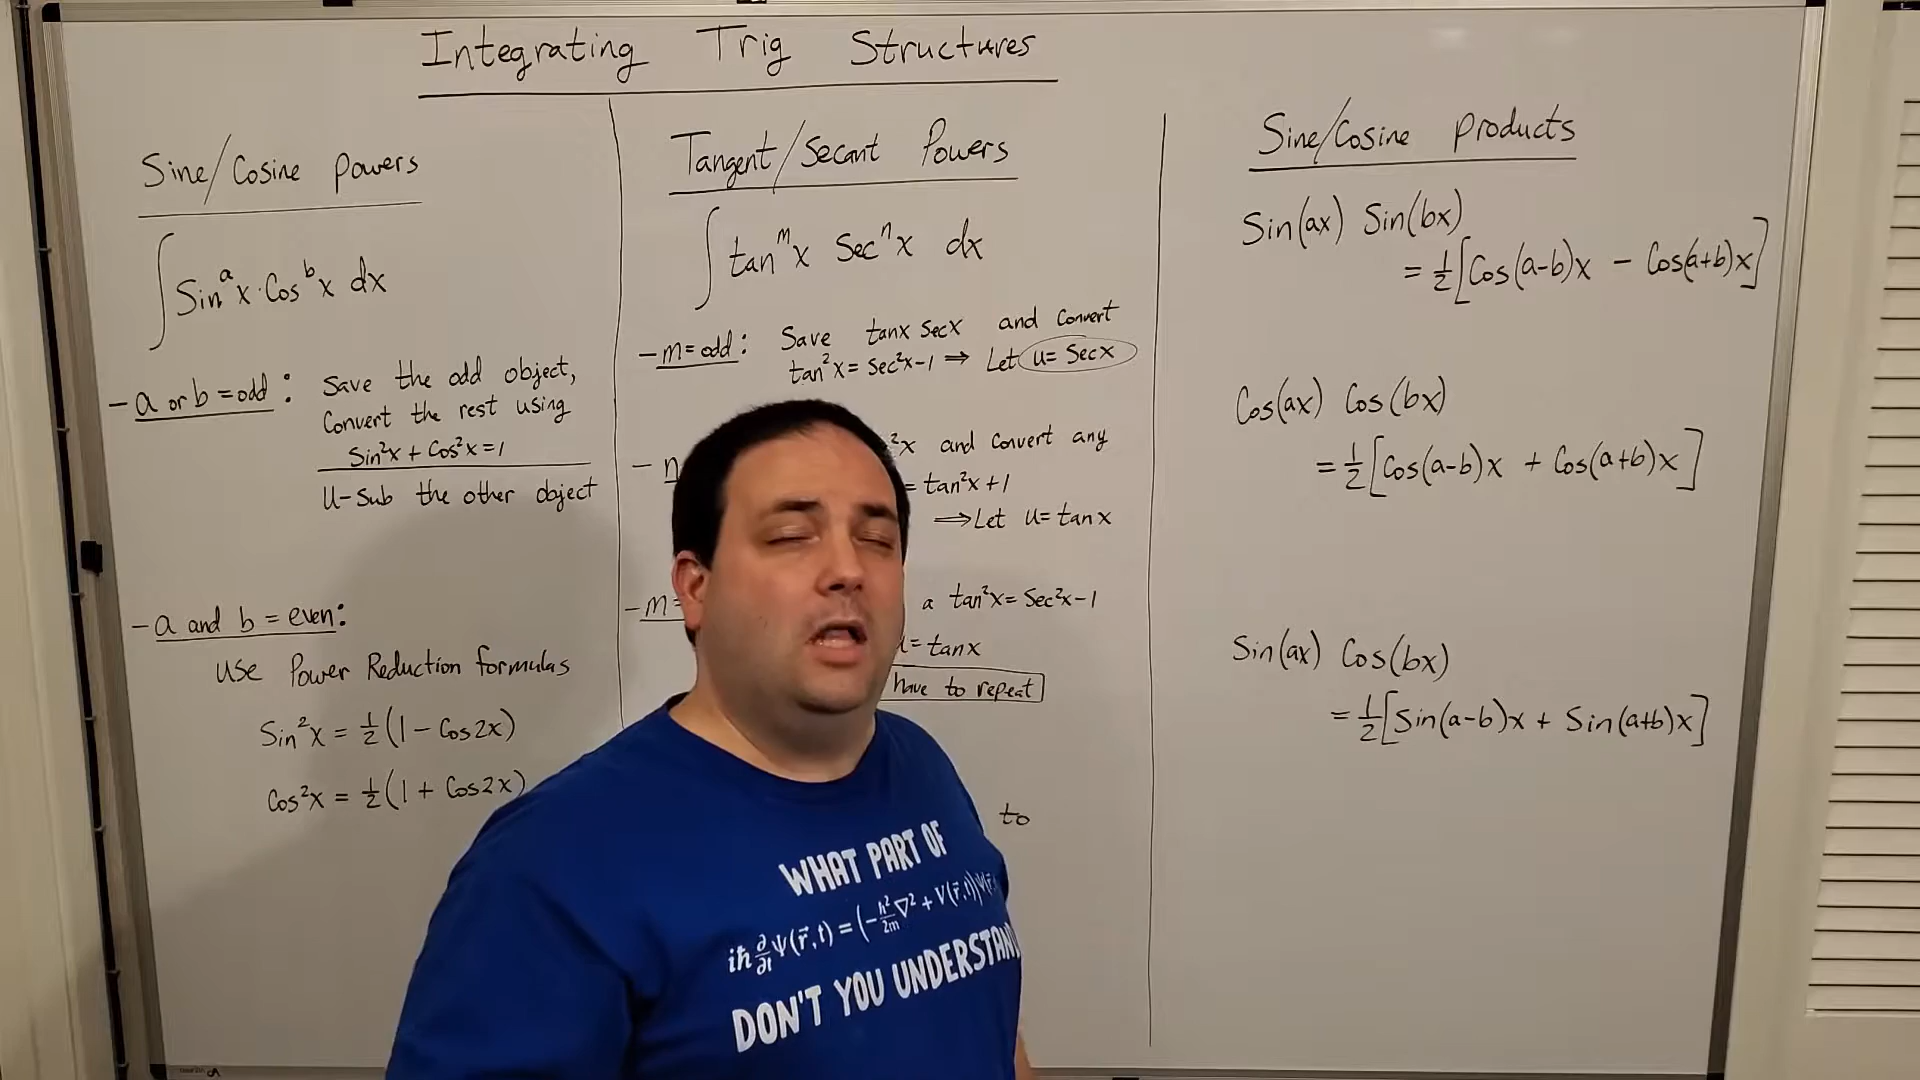 Integrating Trig Structures
Sine/Cosine Powers
∫ Sin^a x · Cos^b x dx
- a or b = odd : Save the odd object,
Convert the rest using
Sin²x + Cos²x = 1
U-Sub the other object
- a and b = even:
Use Power Reduction formulas
Sin²x = ½(1 - Cos2x)
Cos²x = ½(1 + Cos2x)
Tangent/Secant Powers
∫ tan^m x Sec^n x dx
- m = odd : Save tanx Secx and Convert
tan²x = Sec²x-1 ⇒ Let u = Secx
- n ²x and Convert any
= tan²x + 1
⇒ Let u = tanx
- m = a tan²x = Sec²x-1
= tanx
have to repeat
to
Sine/Cosine Products
Sin(ax) Sin(bx)
= ½[Cos(a-b)x - Cos(a+b)x]
Cos(ax) Cos(bx)
= ½[Cos(a-b)x + Cos(a+b)x]
Sin(ax) Cos(bx)
= ½[Sin(a-b)x + Sin(a+b)x]
WHAT PART OF
iħ ∂/∂t Ψ(r⃗,t) = (-ħ²/2m ∇² + V(r⃗,t))Ψ(r⃗,
DON'T YOU UNDERSTAND